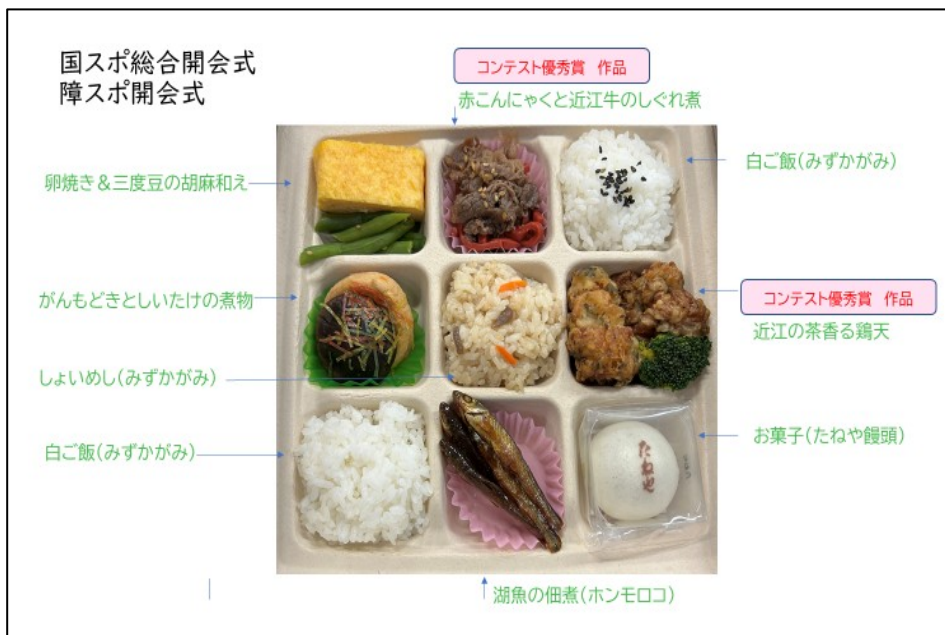 国スポ総合開会式
障スポ開会式
コンテスト優秀賞 作品
赤こんにゃくと近江牛のしぐれ煮
白ご飯(みずかがみ)
卵焼き&三度豆の胡麻和え
がんもどきとしいたけの煮物
コンテスト優秀賞 作品
近江の茶香る鶏天
しょいめし(みずかがみ)
お菓子(たねや饅頭)
白ご飯(みずかがみ)
たねや
湖魚の佃煮(ホンモロコ)